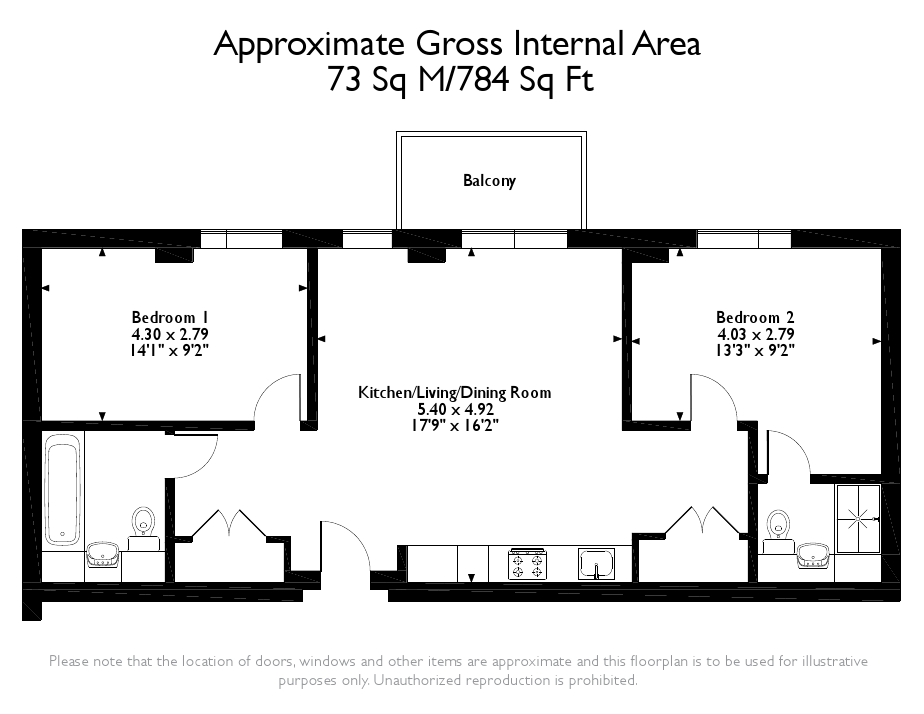 Approximate Gross Internal Area
73 Sq M/784 Sq Ft
Balcony
Bedroom 1
4.30 x 2.79
14'1" x 9'2"
Bedroom 2
4.03 x 2.79
13'3" x 9'2"
Kitchen/Living/Dining Room
5.40 x 4.92
17'9" x 16'2"
Please note that the location of doors, windows and other items are approximate and this floorplan is to be used for illustrative
purposes only. Unauthorized reproduction is prohibited.